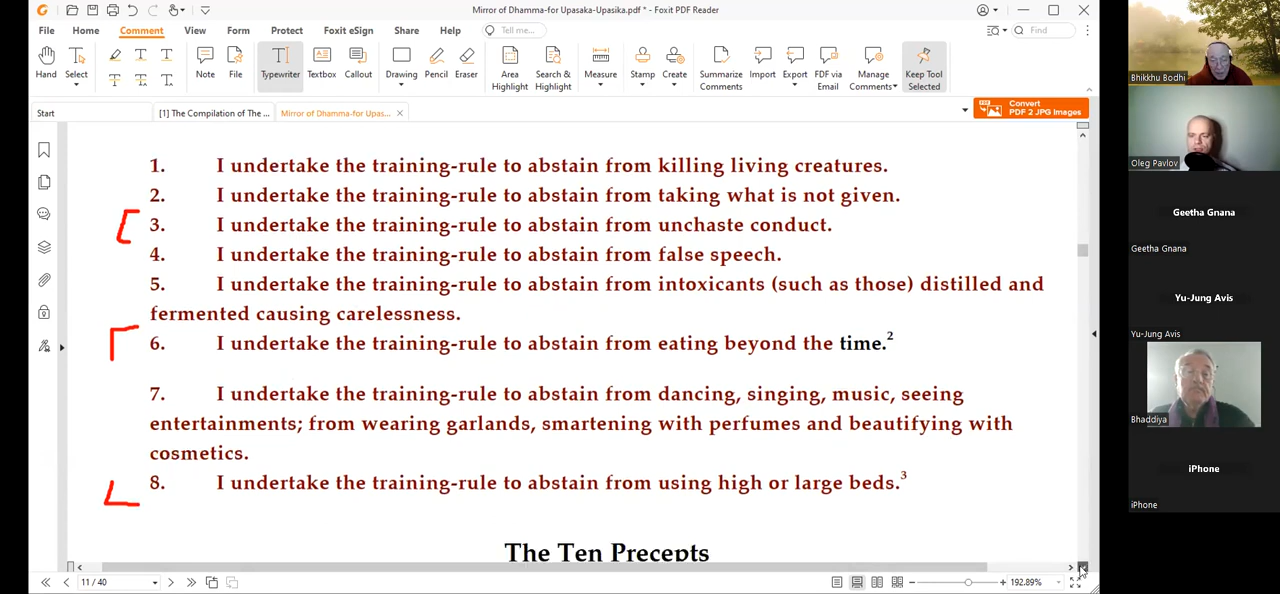 Mirror of Dhamma-for Upasaka-Upasika.pdf * - Foxit PDF Reader
File Home Comment View Form Protect Foxit eSign Share Help Tell me... Find
Hand Select Note File Typewriter Textbox Callout Drawing Pencil Eraser Area Highlight Search & Highlight Measure Stamp Create Summarize Comments Import Export FDF via Email Manage Comments Keep Tool Selected
Start [1] The Compilation of The ... Mirror of Dhamma-for Upas... Convert PDF 2 JPG Images
1. I undertake the training-rule to abstain from killing living creatures.
2. I undertake the training-rule to abstain from taking what is not given.
3. I undertake the training-rule to abstain from unchaste conduct.
4. I undertake the training-rule to abstain from false speech.
5. I undertake the training-rule to abstain from intoxicants (such as those) distilled and
fermented causing carelessness.
6. I undertake the training-rule to abstain from eating beyond the time.2
7. I undertake the training-rule to abstain from dancing, singing, music, seeing
entertainments; from wearing garlands, smartening with perfumes and beautifying with
cosmetics.
8. I undertake the training-rule to abstain from using high or large beds.3
The Ten Precepts
11 / 40 192.89%
Bhikkhu Bodhi
Oleg Pavlov
Geetha Gnana
Geetha Gnana
Yu-Jung Avis
Yu-Jung Avis
Bhaddiya
iPhone
iPhone